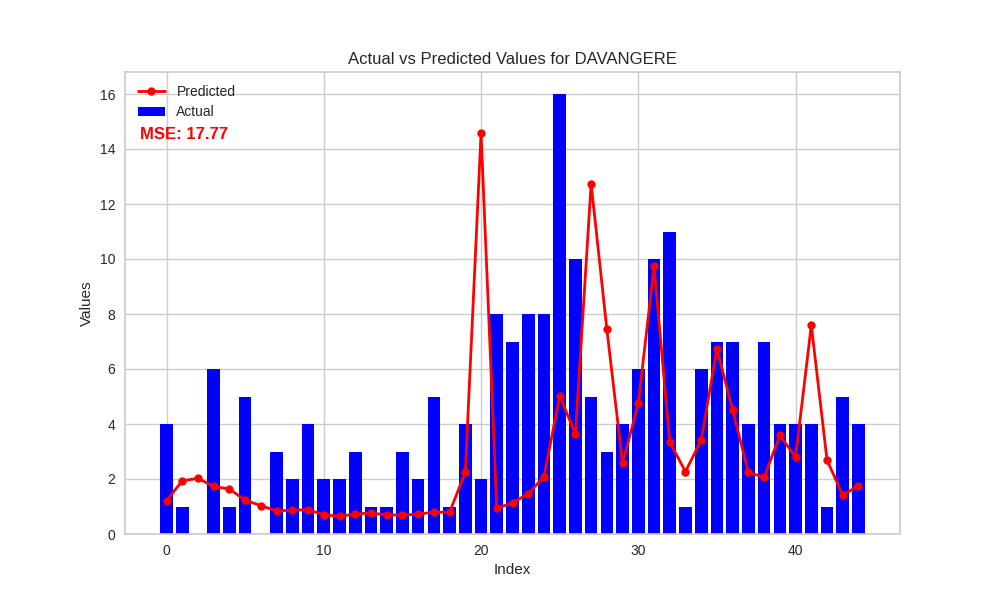 Actual vs Predicted Values for DAVANGERE
Predicted
Actual
MSE: 17.77
Values
16
14
12
10
8
6
4
2
0
0 10 20 30 40
Index